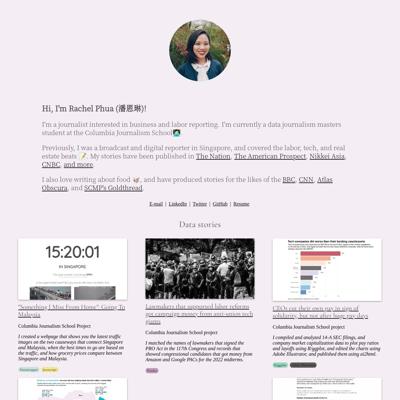 Hi, I'm Rachel Phua (潘恩琳)!
I'm a journalist interested in business and labor reporting. I'm currently a data journalism masters
student at the Columbia Journalism School
Previously, I was a broadcast and digital reporter in Singapore, and covered the labor, tech, and real
estate beats. My stories have been published in The Nation, The American Prospect, Nikkei Asia,
CNBC, and more.
I also love writing about food, and have produced stories for the likes of the BBC, CNN, Atlas
Obscura, and SCMP's Goldthread.
E-mail | LinkedIn | Twitter | GitHub | Resume
Data stories
15:20:01
IN SINGAPORE
"Something I Miss From Home": Going To
Malaysia
Columbia Journalism School Project
I created a webpage that shows you the latest traffic
images on the two causeways that connect Singapore
and Malaysia, when the best times to go are based on
the traffic, and how grocery prices compare between
Singapore and Malaysia.
Lawmakers that supported labor reforms
got campaign money from anti-union tech
giants
Columbia Journalism School project
I matched the names of lawmakers that signed the
PRO Act in the 117th Congress and records that
showed congressional candidates that got money from
Amazon and Google PACs for the 2022 midterms.
Tech companies did worse than their banking counterparts
CEOs cut their own pay in sign of
solidarity, but not after huge pay days
Columbia Journalism School project
I compiled and analyzed 14-A SEC filings, and
company market capitalization data to plot pay ratios
and layoffs using R/ggplot, and edited the charts using
Adobe Illustrator, and published them using ai2html.